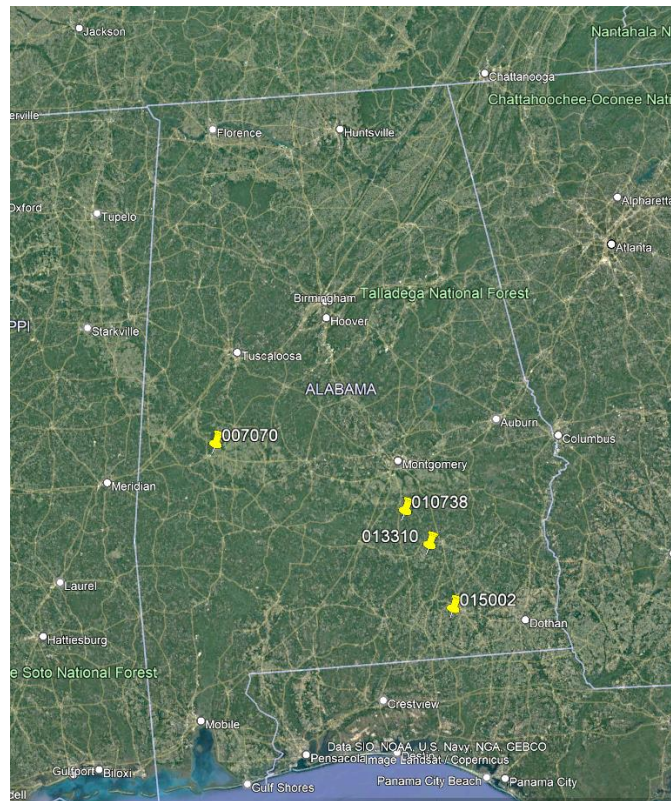 Jackson
Nantahala N
Chattanooga
Chattahoochee-Oconee Nati
erville
Florence
Huntsville
Oxford
Tupelo
Alpharetta
Atlanta
Birmingham
Talladega National Forest
Hoover
PPI
Starkville
Tuscaloosa
ALABAMA
Auburn
Columbus
007070
Montgomery
Meridian
010738
013310
Laurel
015002
Dothan
Hattiesburg
e Soto National Forest
Crestview
Mobile
Data SIO, NOAA, U.S. Navy, NGA, GEBCO
Pensacola
Image Landsat / Copernicus
Gulfport
Biloxi
Panama City Beach
Panama City
Gulf Shores
dell